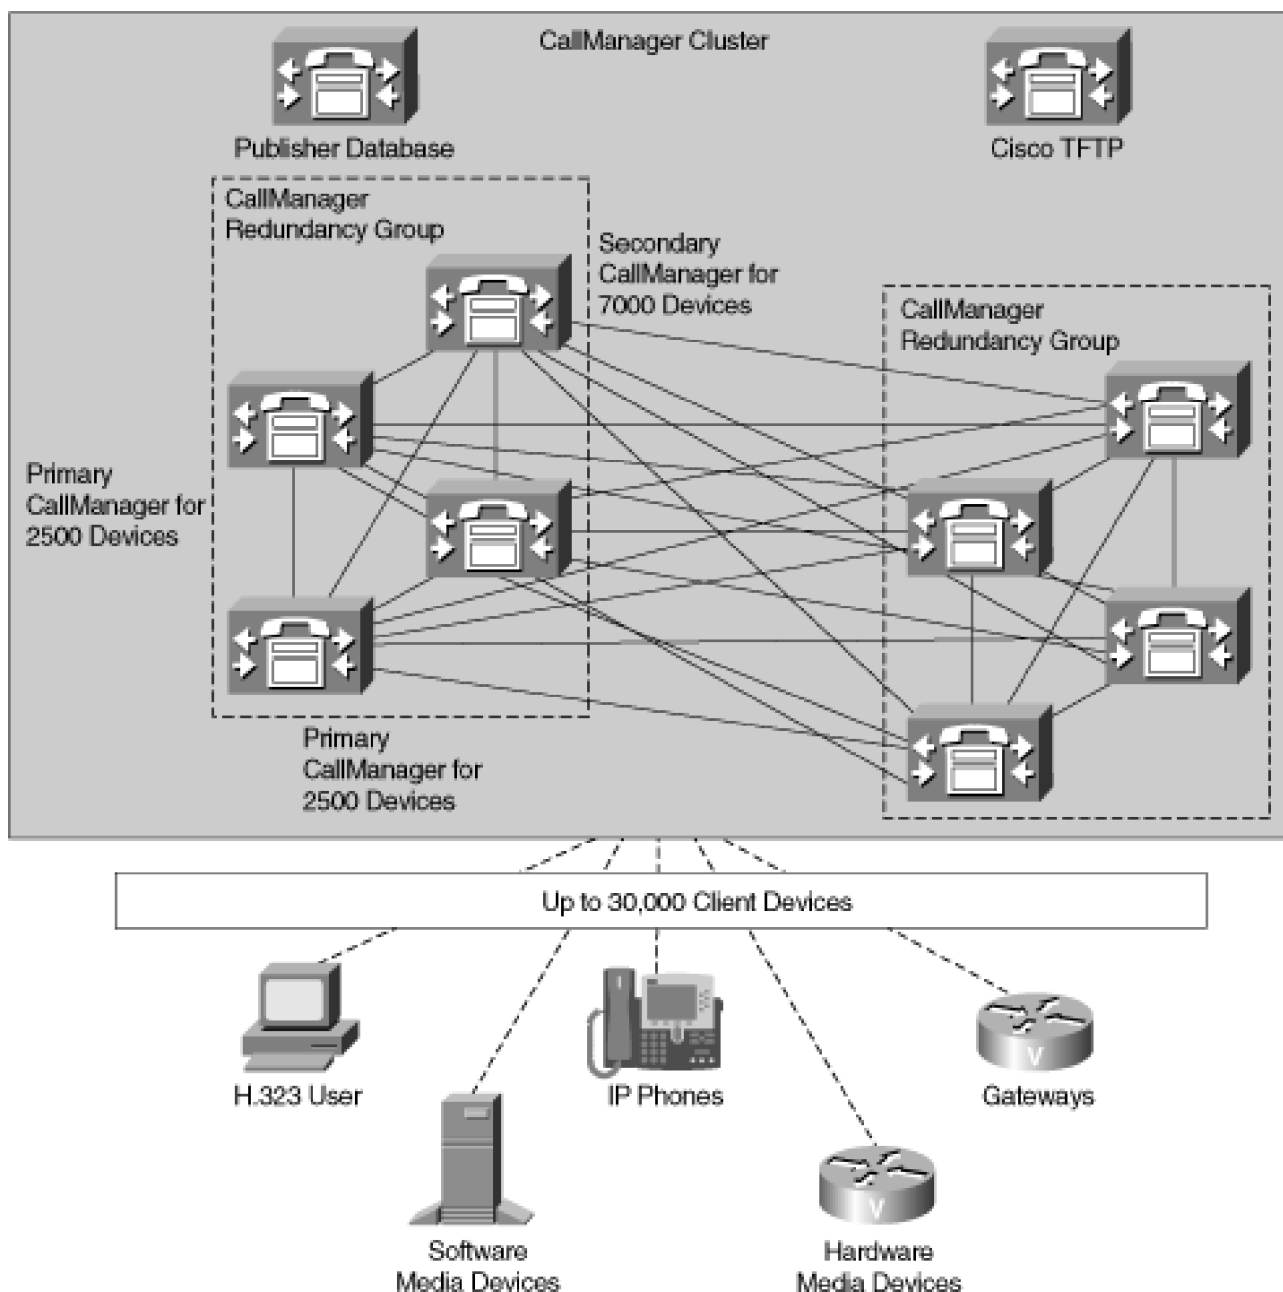 CallManager Cluster
Publisher Database
Cisco TFTP
CallManager
Redundancy Group
Secondary
CallManager for
7000 Devices
CallManager
Redundancy Group
Primary
CallManager for
2500 Devices
Primary
CallManager for
2500 Devices
Up to 30,000 Client Devices
H.323 User
IP Phones
Gateways
V
Software
Media Devices
V
Hardware
Media Devices